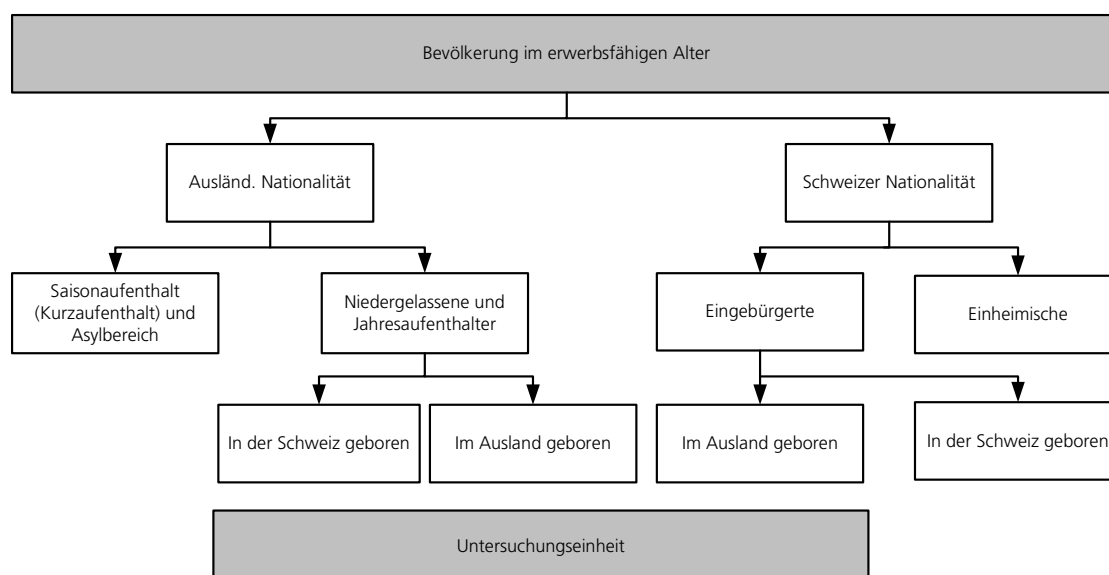 Bevölkerung im erwerbsfähigen Alter
Ausländ. Nationalität
Schweizer Nationalität
Saisonaufenthalt
(Kurzaufenthalt) und
Asylbereich
Niedergelassene und
Jahresaufenthalter
Eingebürgerte
Einheimische
In der Schweiz geboren
Im Ausland geboren
Im Ausland geboren
In der Schweiz geboren
Untersuchungseinheit